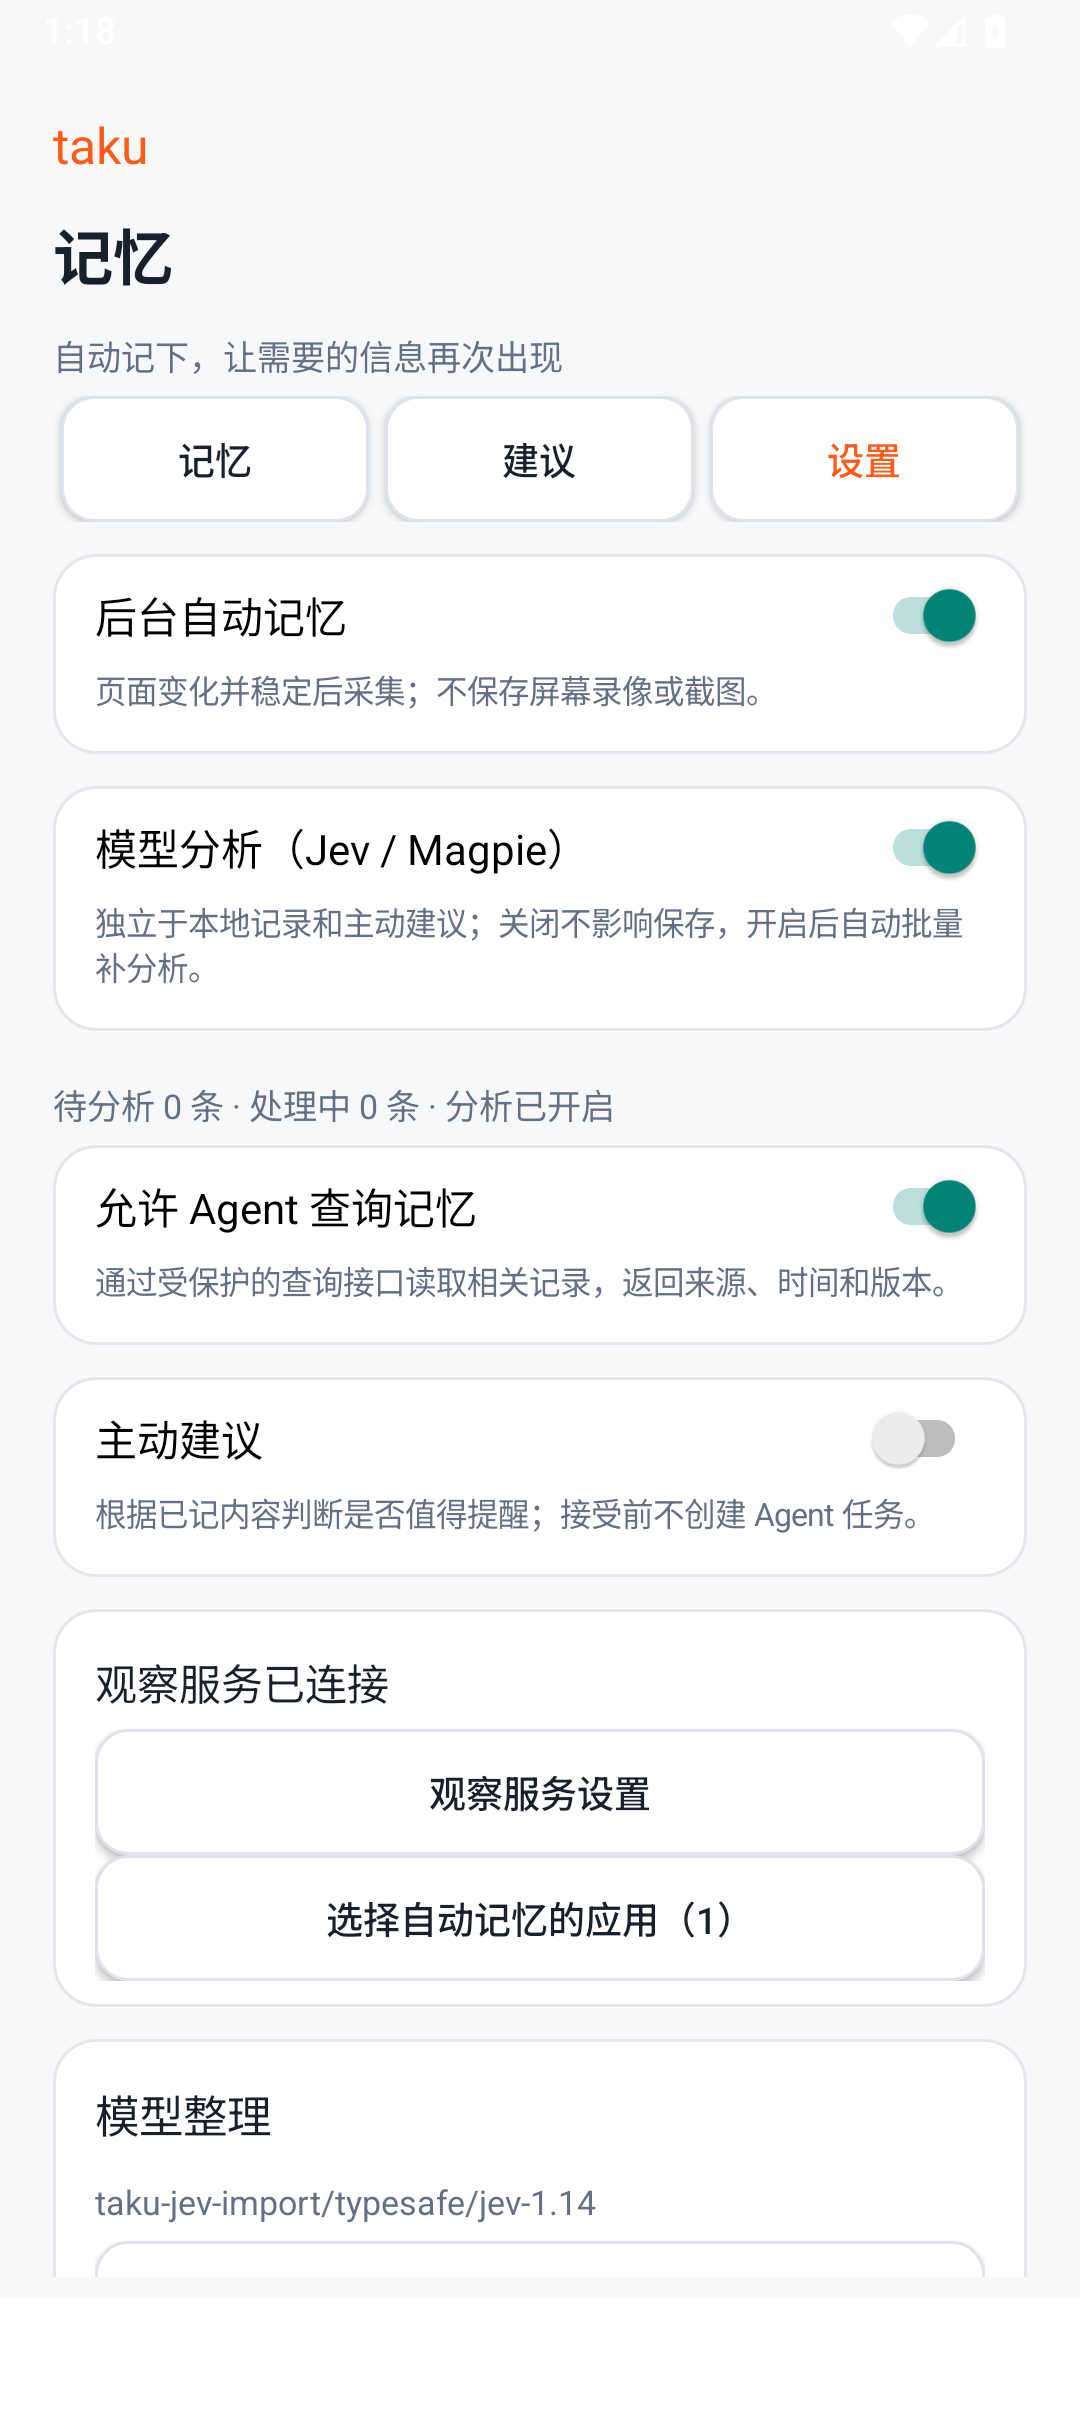 1:18
taku
记忆
自动记下，让需要的信息再次出现
记忆
建议
设置
后台自动记忆
页面变化并稳定后采集；不保存屏幕录像或截图。
模型分析（Jev / Magpie）
独立于本地记录和主动建议；关闭不影响保存，开启后自动批量
补分析。
待分析 0 条 · 处理中 0 条 · 分析已开启
允许 Agent 查询记忆
通过受保护的查询接口读取相关记录，返回来源、时间和版本。
主动建议
根据已记内容判断是否值得提醒；接受前不创建 Agent 任务。
观察服务已连接
观察服务设置
选择自动记忆的应用（1）
模型整理
taku-jev-import/typesafe/jev-1.14